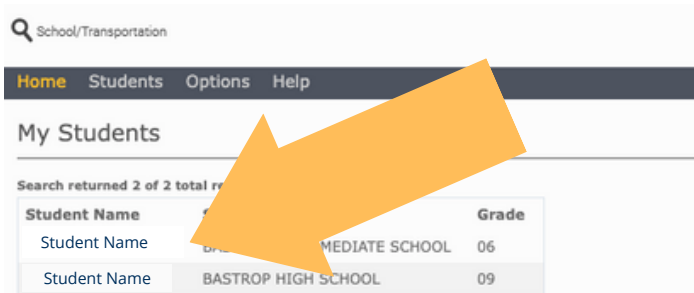 School/Transportation
Home Students Options Help
My Students
Search returned 2 of 2 total
Student Name Grade
Student Name MEDIATE SCHOOL 06
Student Name BASTROP HIGH SCHOOL 09